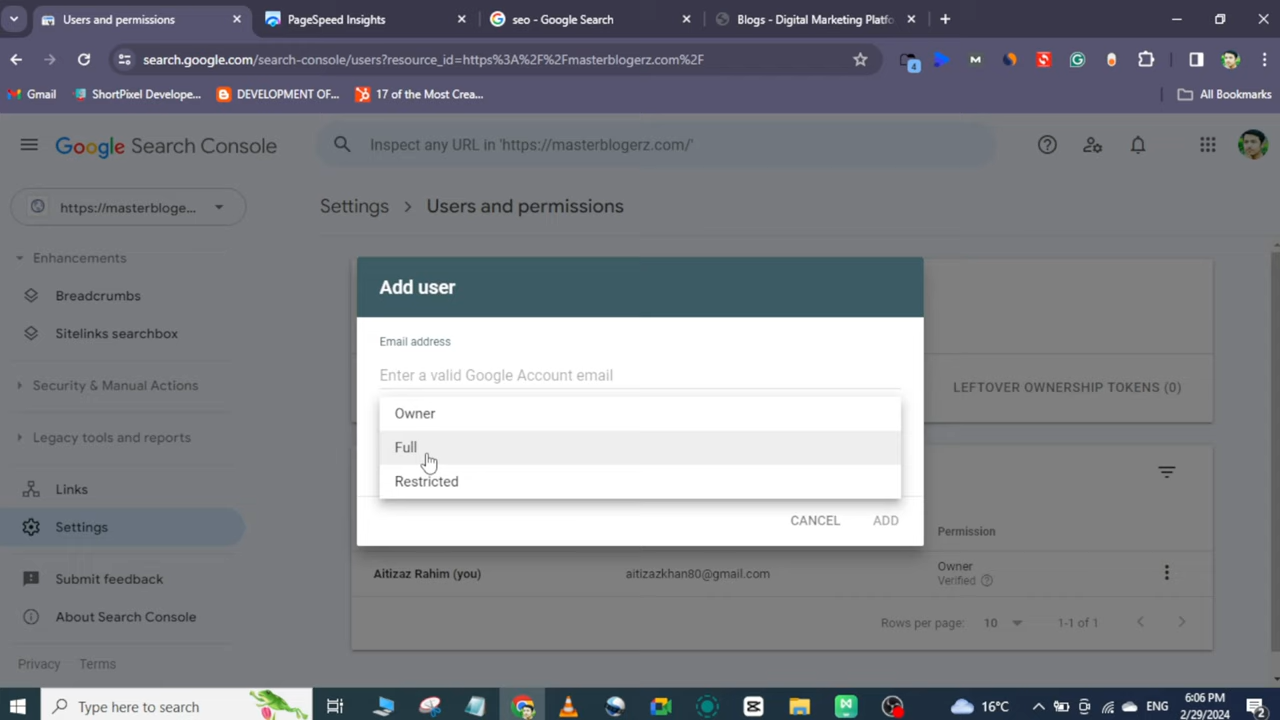 Users and permissions
PageSpeed Insights
seo - Google Search
Blogs - Digital Marketing Platfo
search.google.com/search-console/users?resource_id=https%3A%2F%2Fmasterblogerz.com%2F
4
Gmail
ShortPixel Develope...
DEVELOPMENT OF...
17 of the Most Crea...
All Bookmarks
Google Search Console
Inspect any URL in 'https://masterblogerz.com/'
https://masterbloge...
Settings > Users and permissions
Enhancements
Breadcrumbs
Sitelinks searchbox
Security & Manual Actions
Legacy tools and reports
Links
Settings
Submit feedback
About Search Console
Privacy Terms
Add user
Email address
Enter a valid Google Account email
Owner
Full
Restricted
CANCEL ADD
LEFTOVER OWNERSHIP TOKENS (0)
Permission
Aitizaz Rahim (you) aitizazkhan80@gmail.com Owner
Verified
Rows per page: 10 1-1 of 1
Type here to search
16°C
ENG
6:06 PM
2/29/2024
2